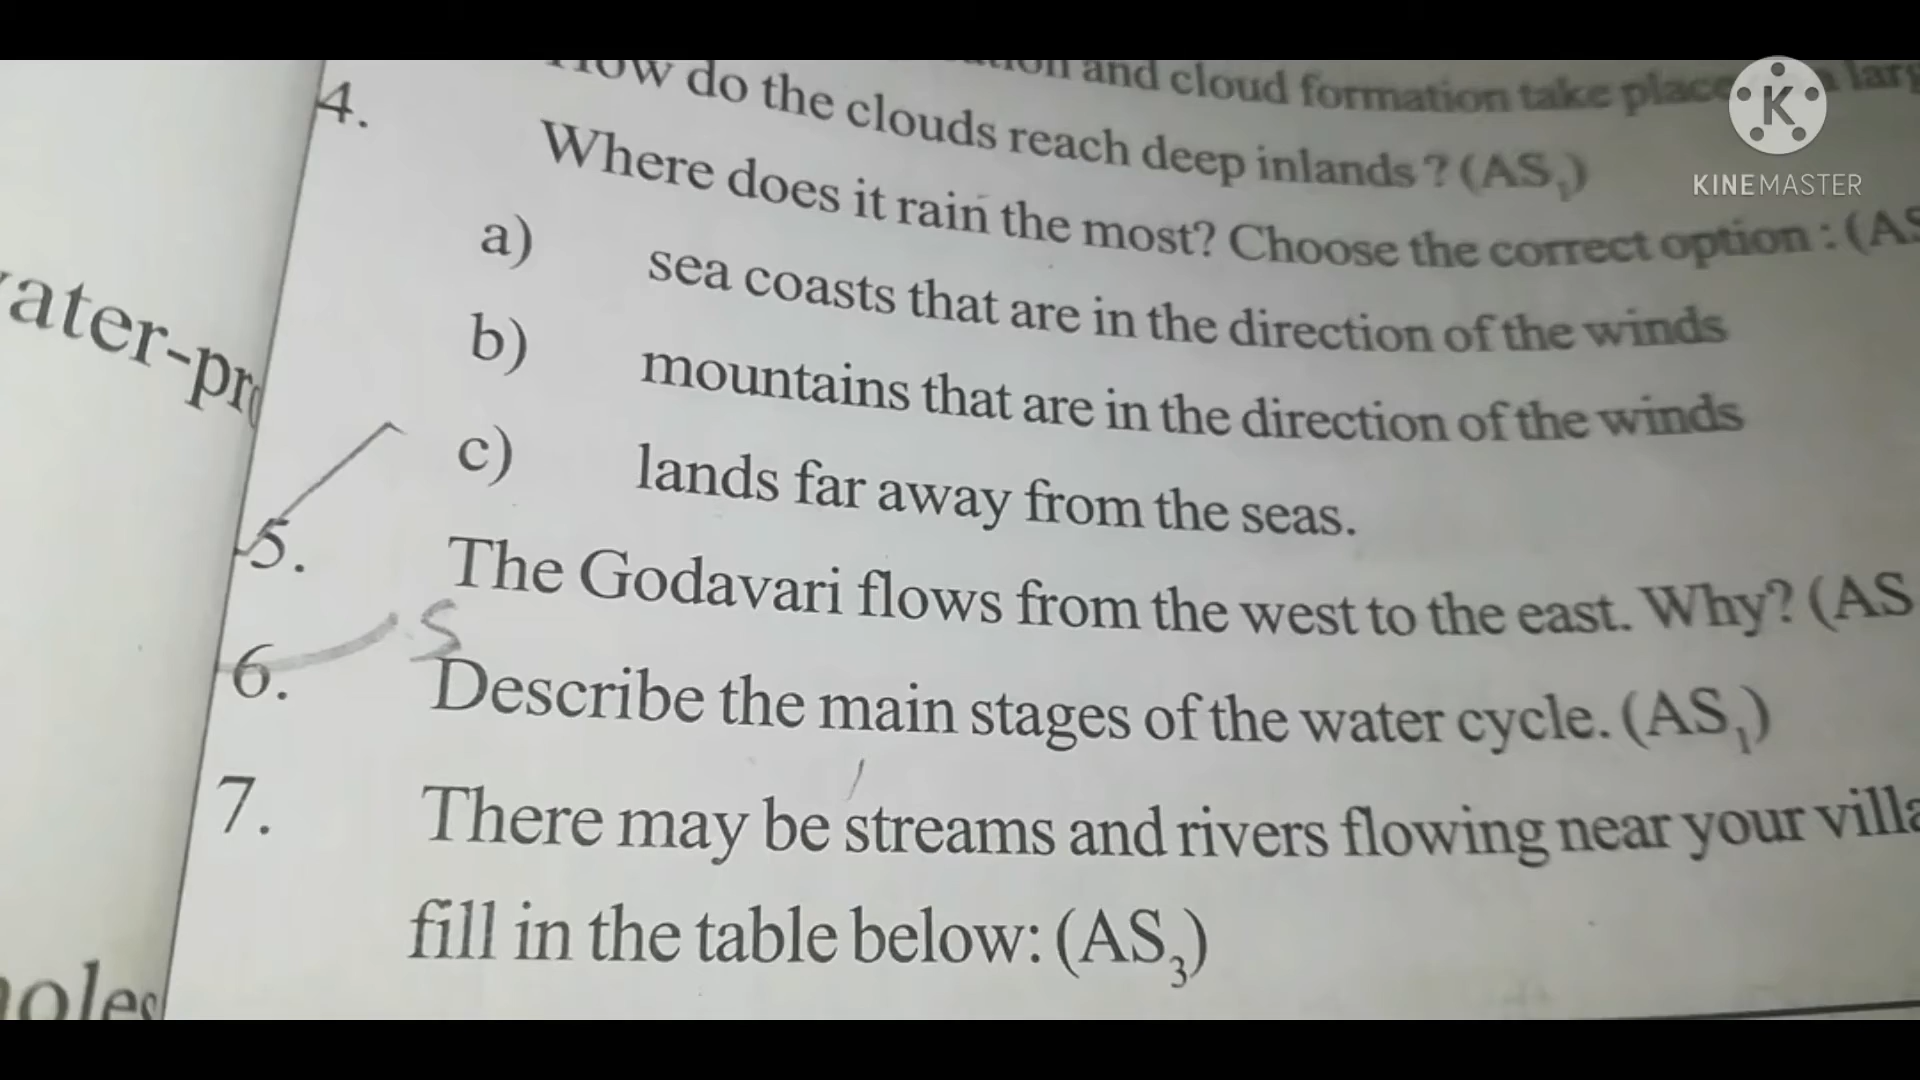 and cloud formation take place
How do the clouds reach deep inlands ? (AS₁)
4. Where does it rain the most? Choose the correct option : (AS
a) sea coasts that are in the direction of the winds
b) mountains that are in the direction of the winds
c) lands far away from the seas.
5. The Godavari flows from the west to the east. Why? (AS
6. Describe the main stages of the water cycle. (AS₁)
7. There may be streams and rivers flowing near your
fill in the table below: (AS₃)
KINEMASTER